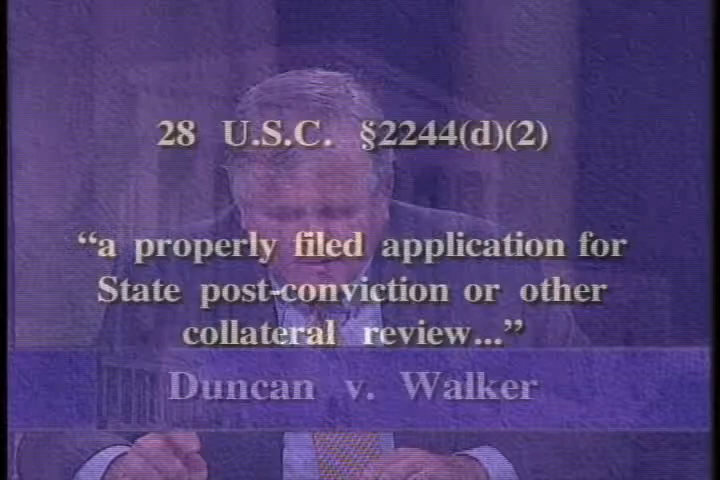 28 U.S.C. §2244(d)(2)
“a properly filed application for
State post-conviction or other
collateral review...”
Duncan v. Walker